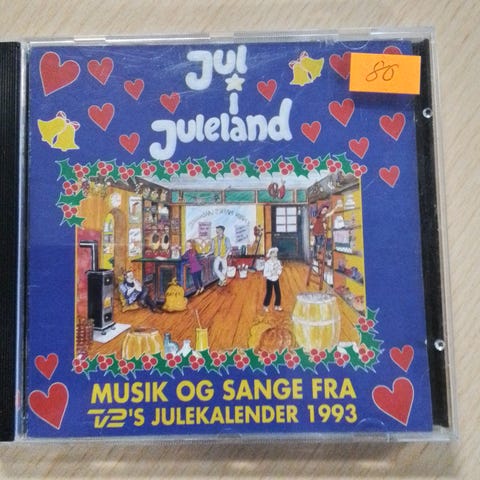 Jul
i
Juleland
80
MUSIK OG SANGE FRA
TV2'S JULEKALENDER 1993